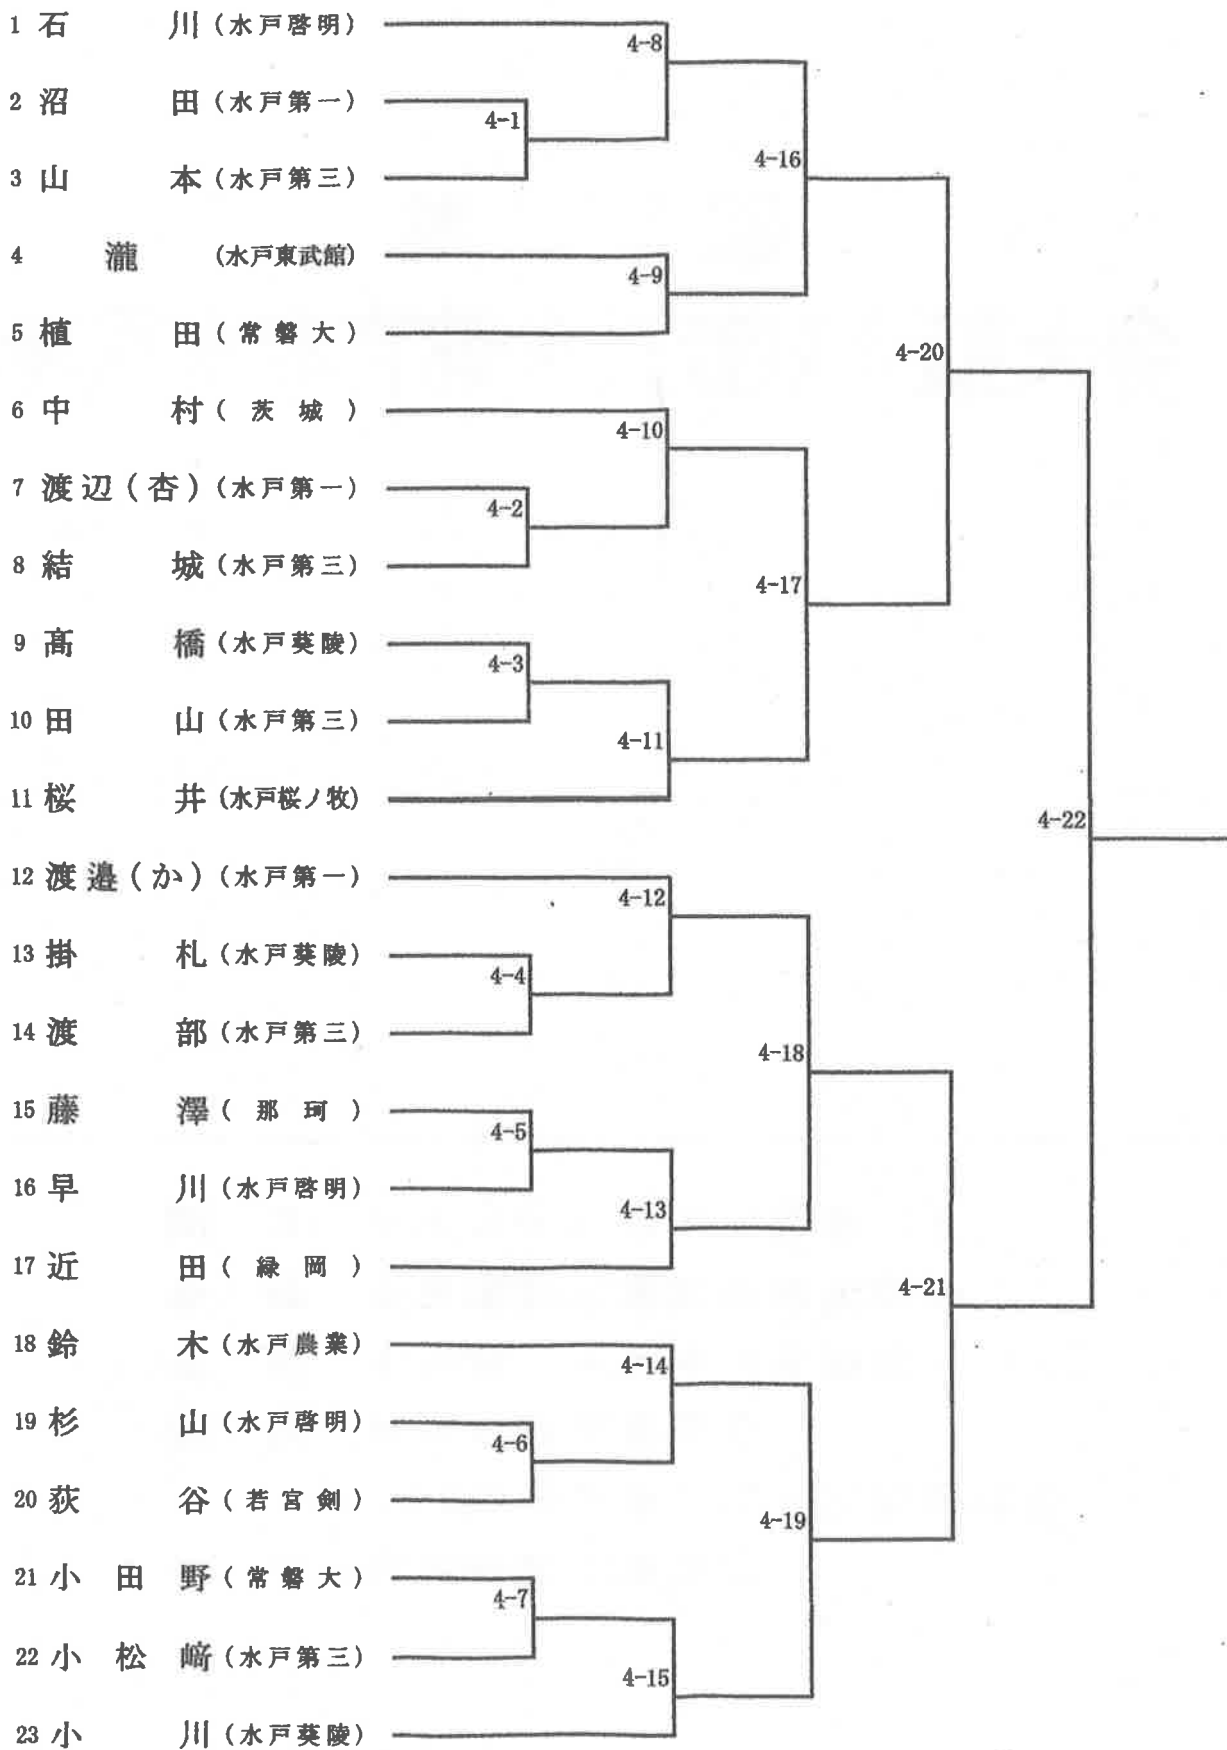 1 石川 (水戸啓明)
4-8
2 沼田 (水戸第一)
4-1
3 山本 (水戸第三)
4-16
4 瀧 (水戸東武館)
4-9
5 植田 (常磐大)
4-20
6 中村 (茨城)
4-10
7 渡辺(杏) (水戸第一)
4-2
8 結城 (水戸第三)
4-17
9 髙橋 (水戸葵陵)
4-3
10 田山 (水戸第三)
4-11
11 桜井 (水戸桜ノ牧)
4-22
12 渡邉(か) (水戸第一)
4-12
13 掛札 (水戸葵陵)
4-4
14 渡部 (水戸第三)
4-18
15 藤澤 (那珂)
4-5
16 早川 (水戸啓明)
4-13
17 近田 (緑岡)
4-21
18 鈴木 (水戸農業)
4-14
19 杉山 (水戸啓明)
4-6
20 荻谷 (若宮剣)
4-19
21 小田野 (常磐大)
4-7
22 小松﨑 (水戸第三)
4-15
23 小川 (水戸葵陵)